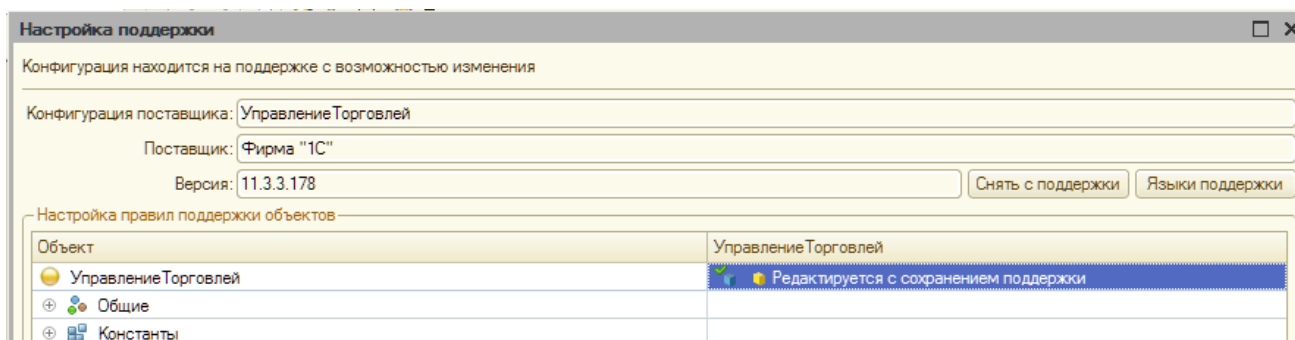 Настройка поддержки
Конфигурация находится на поддержке с возможностью изменения
Конфигурация поставщика: УправлениеТорговлей
Поставщик: Фирма "1С"
Версия: 11.3.3.178 Снять с поддержки Языки поддержки
Настройка правил поддержки объектов
Объект УправлениеТорговлей
УправлениеТорговлей Редактируется с сохранением поддержки
Общие
Константы